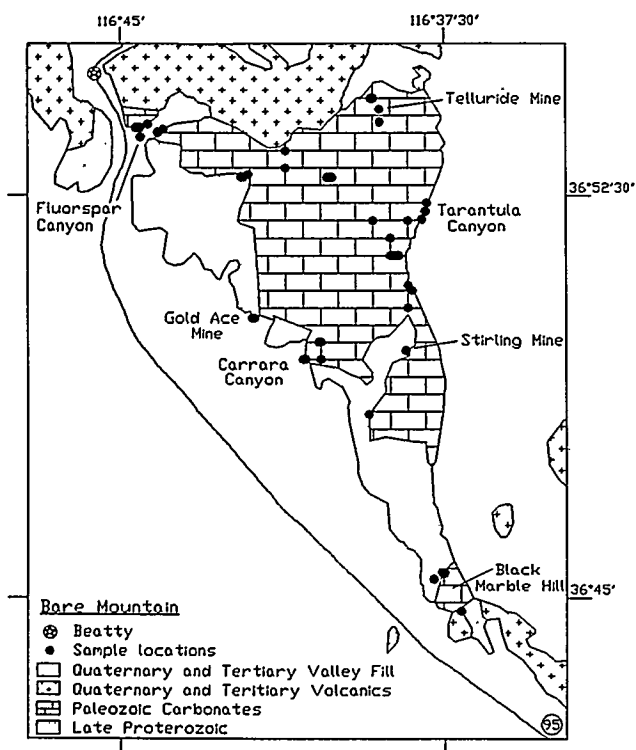 116°45'
116°37'30'
Telluride Mine
36°52'30'
Fluorspar
Canyon
Tarantula
Canyon
Gold Ace
Mine
Stirling Mine
Carrara
Canyon
Black
Marble Hill
36°45'
Bare Mountain
Beatty
Sample locations
Quaternary and Tertiary Valley Fill
Quaternary and Teritiary Volcanics
Paleozoic Carbonates
Late Proterozoic
95